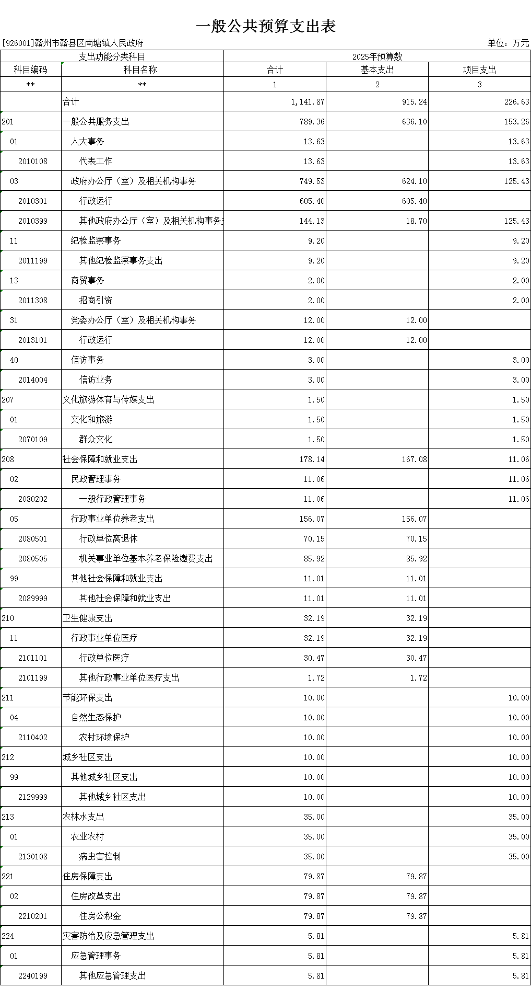 一般公共预算支出表
[926001]赣州市赣县区南塘镇人民政府 单位：万元
支出功能分类科目 2025年预算数
科目编码 科目名称 合计 基本支出 项目支出
** ** 1 2 3
合计 1,141.87 915.24 226.63
201 一般公共服务支出 789.36 636.10 153.26
01 人大事务 13.63 13.63
2010108 代表工作 13.63 13.63
03 政府办公厅（室）及相关机构事务 749.53 624.10 125.43
2010301 行政运行 605.40 605.40
2010399 其他政府办公厅（室）及相关机构事务 144.13 18.70 125.43
11 纪检监察事务 9.20 9.20
2011199 其他纪检监察事务支出 9.20 9.20
13 商贸事务 2.00 2.00
2011308 招商引资 2.00 2.00
31 党委办公厅（室）及相关机构事务 12.00 12.00
2013101 行政运行 12.00 12.00
40 信访事务 3.00 3.00
2014004 信访业务 3.00 3.00
207 文化旅游体育与传媒支出 1.50 1.50
01 文化和旅游 1.50 1.50
2070109 群众文化 1.50 1.50
208 社会保障和就业支出 178.14 167.08 11.06
02 民政管理事务 11.06 11.06
2080202 一般行政管理事务 11.06 11.06
05 行政事业单位养老支出 156.07 156.07
2080501 行政单位离退休 70.15 70.15
2080505 机关事业单位基本养老保险缴费支出 85.92 85.92
99 其他社会保障和就业支出 11.01 11.01
2089999 其他社会保障和就业支出 11.01 11.01
210 卫生健康支出 32.19 32.19
11 行政事业单位医疗 32.19 32.19
2101101 行政单位医疗 30.47 30.47
2101199 其他行政事业单位医疗支出 1.72 1.72
211 节能环保支出 10.00 10.00
04 自然生态保护 10.00 10.00
2110402 农村环境保护 10.00 10.00
212 城乡社区支出 10.00 10.00
99 其他城乡社区支出 10.00 10.00
2129999 其他城乡社区支出 10.00 10.00
213 农林水支出 35.00 35.00
01 农业农村 35.00 35.00
2130108 病虫害控制 35.00 35.00
221 住房保障支出 79.87 79.87
02 住房改革支出 79.87 79.87
2210201 住房公积金 79.87 79.87
224 灾害防治及应急管理支出 5.81 5.81
01 应急管理事务 5.81 5.81
2240199 其他应急管理支出 5.81 5.81